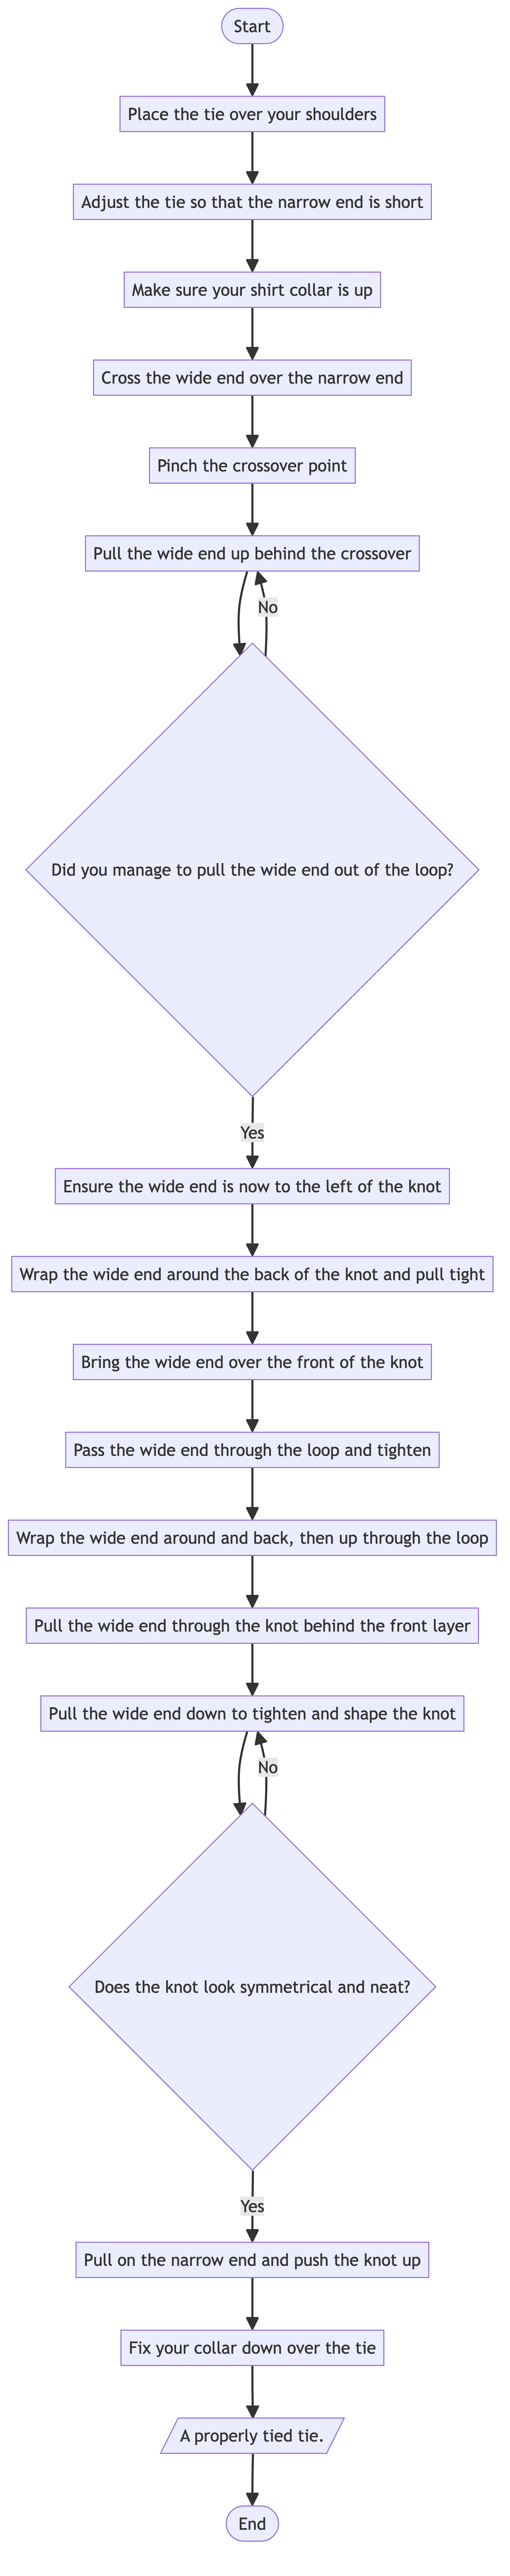 Start
Place the tie over your shoulders
Adjust the tie so that the narrow end is short
Make sure your shirt collar is up
Cross the wide end over the narrow end
Pinch the crossover point
Pull the wide end up behind the crossover
No
Did you manage to pull the wide end out of the loop?
Yes
Ensure the wide end is now to the left of the knot
Wrap the wide end around the back of the knot and pull tight
Bring the wide end over the front of the knot
Pass the wide end through the loop and tighten
Wrap the wide end around and back, then up through the loop
Pull the wide end through the knot behind the front layer
Pull the wide end down to tighten and shape the knot
No
Does the knot look symmetrical and neat?
Yes
Pull on the narrow end and push the knot up
Fix your collar down over the tie
A properly tied tie.
End